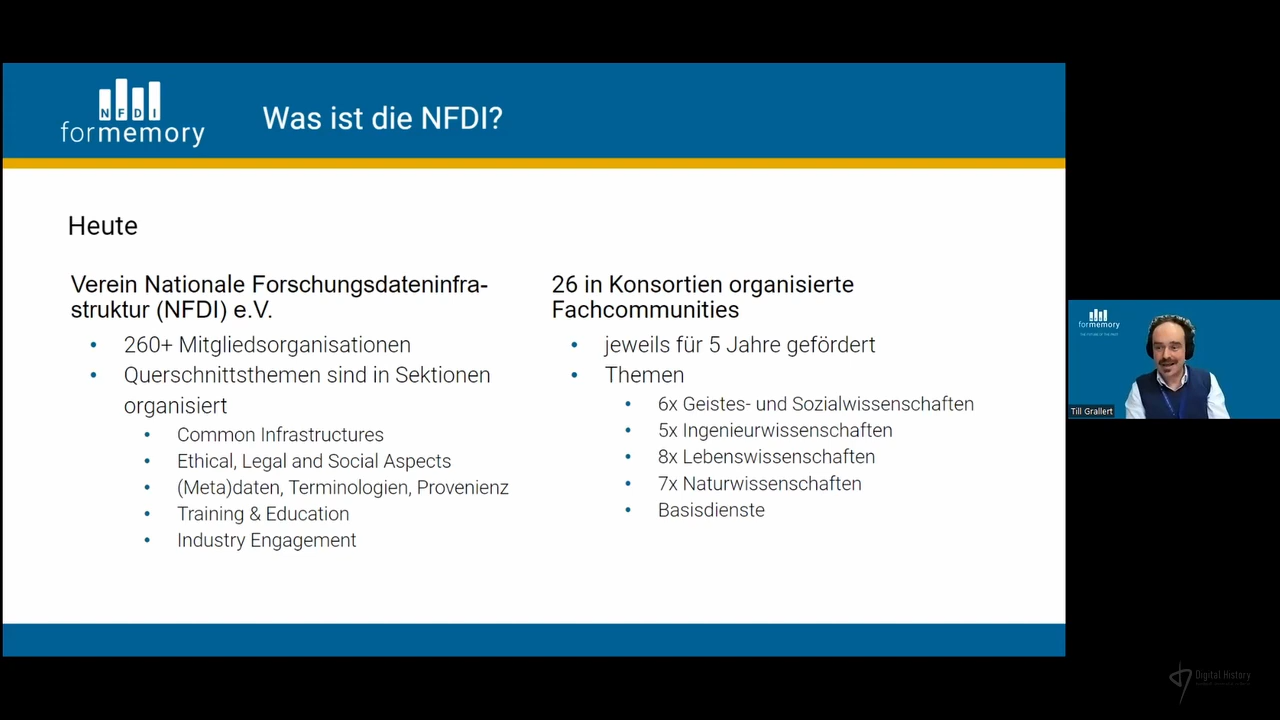 NFDI
formemory
Was ist die NFDI?
Heute
Verein Nationale Forschungsdateninfra-
struktur (NFDI) e.V.
• 260+ Mitgliedsorganisationen
• Querschnittsthemen sind in Sektionen
organisiert
• Common Infrastructures
• Ethical, Legal and Social Aspects
• (Meta)daten, Terminologien, Provenienz
• Training & Education
• Industry Engagement
26 in Konsortien organisierte
Fachcommunities
• jeweils für 5 Jahre gefördert
• Themen
• 6x Geistes- und Sozialwissenschaften
• 5x Ingenieurwissenschaften
• 8x Lebenswissenschaften
• 7x Naturwissenschaften
• Basisdienste
formemory
Till Grallert
Digital History